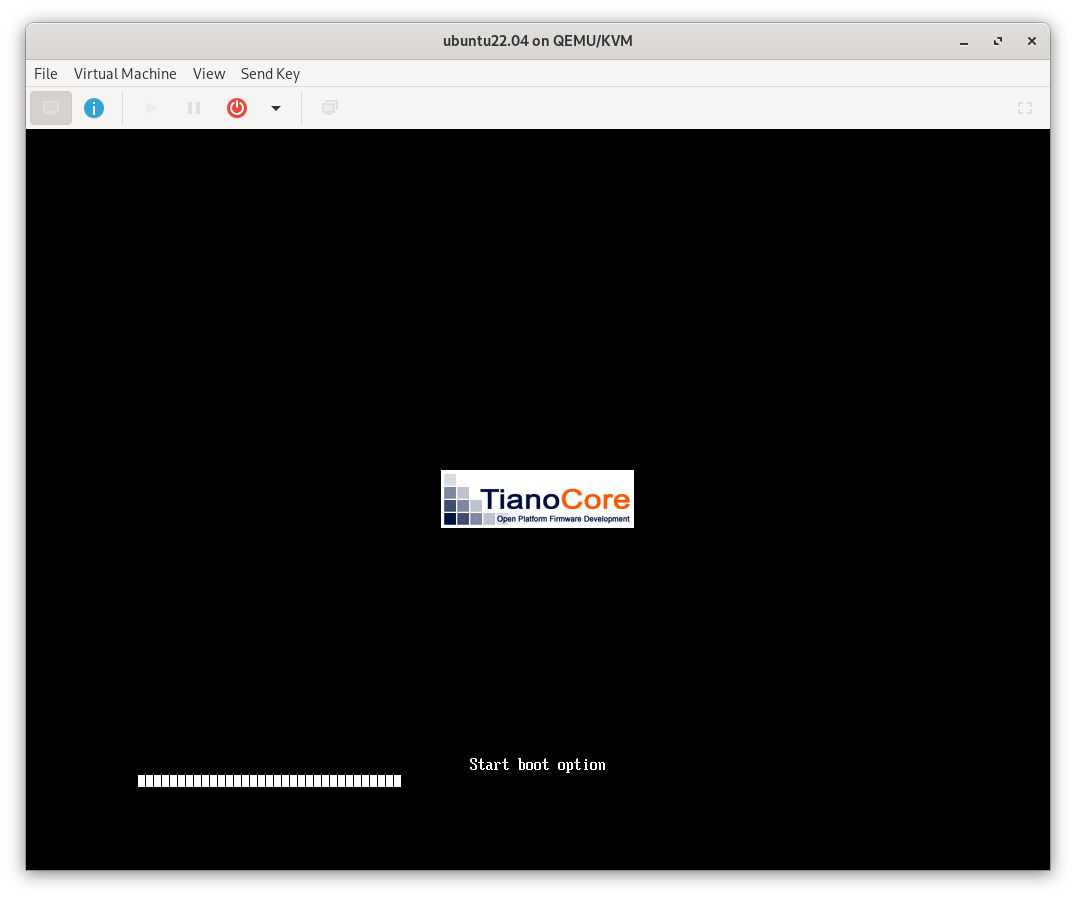 ubuntu22.04 on QEMU/KVM
File Virtual Machine View Send Key
TianoCore
Open Platform Firmware Development
Start boot option